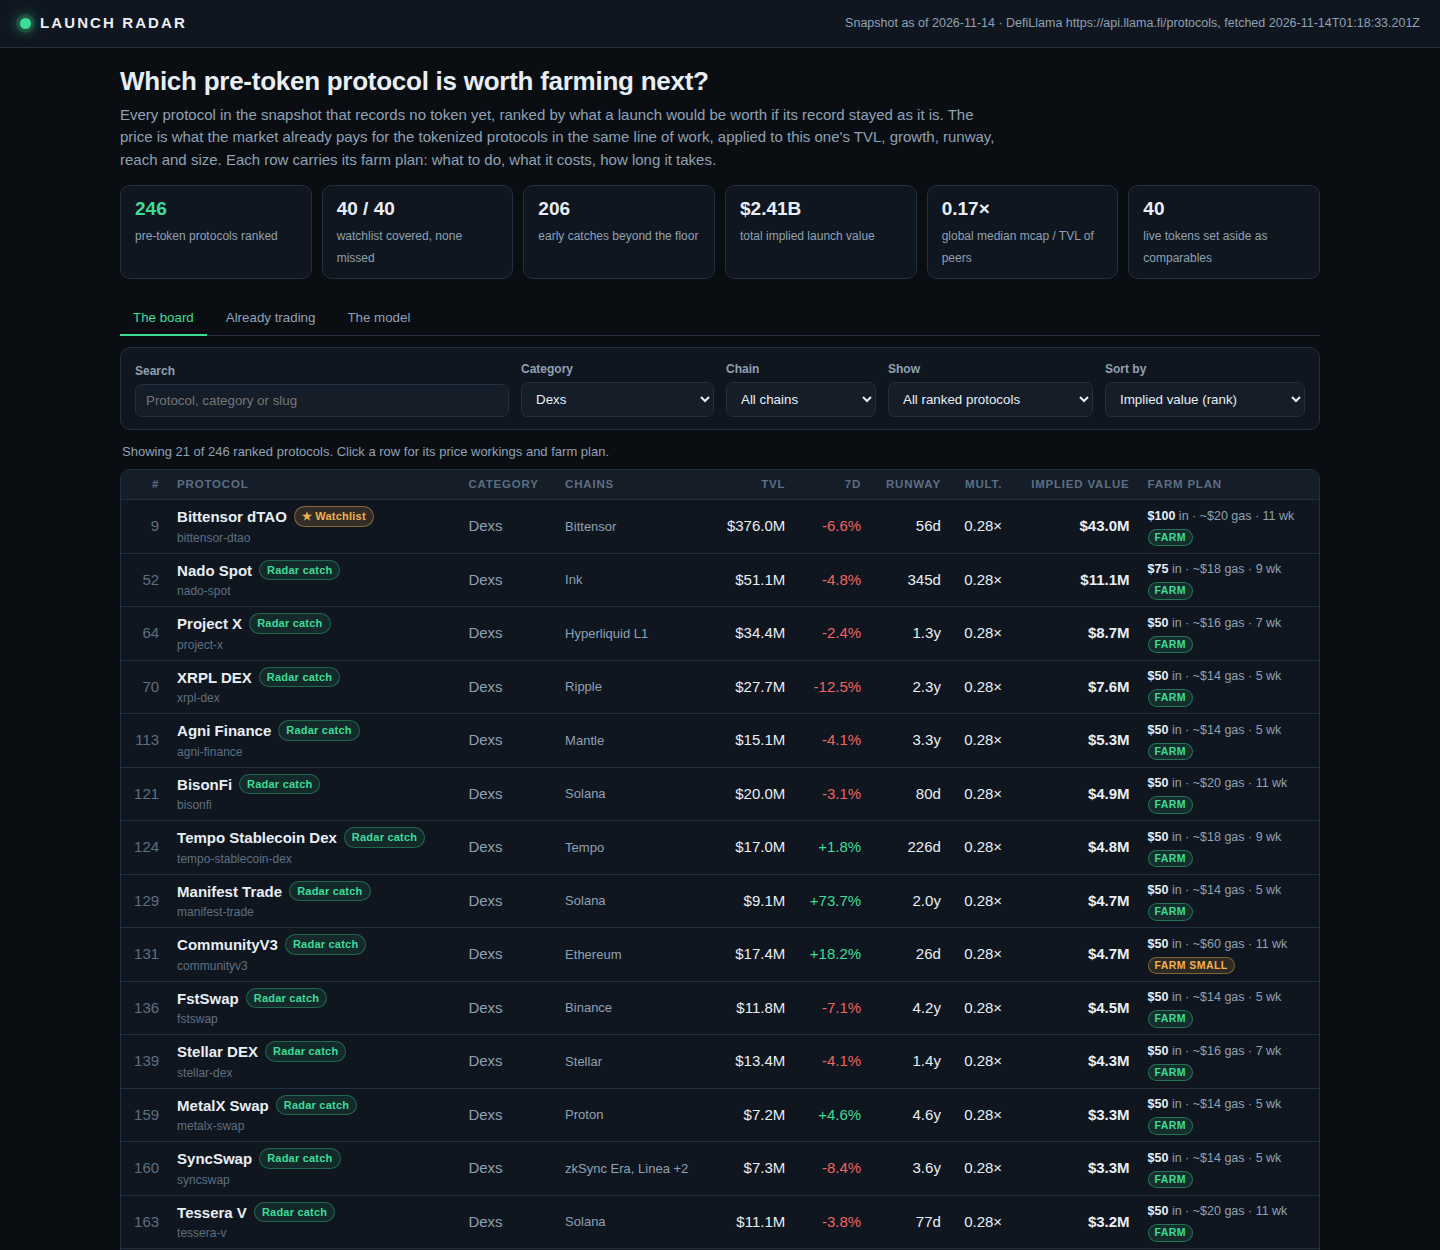 LAUNCH RADAR
Snapshot as of 2026-11-14 · DefiLlama https://api.llama.fi/protocols, fetched 2026-11-14T01:18:33.201Z
Which pre-token protocol is worth farming next?
Every protocol in the snapshot that records no token yet, ranked by what a launch would be worth if its record stayed as it is. The
price is what the market already pays for the tokenized protocols in the same line of work, applied to this one's TVL, growth, runway,
reach and size. Each row carries its farm plan: what to do, what it costs, how long it takes.
246
pre-token protocols ranked
40 / 40
watchlist covered, none
missed
206
early catches beyond the floor
$2.41B
total implied launch value
0.17×
global median mcap / TVL of
peers
40
live tokens set aside as
comparables
The board Already trading The model
Search Category Chain Show Sort by
Protocol, category or slug Dexs All chains All ranked protocols Implied value (rank)
Showing 21 of 246 ranked protocols. Click a row for its price workings and farm plan.
# PROTOCOL CATEGORY CHAINS TVL 7D RUNWAY MULT. IMPLIED VALUE FARM PLAN
9 Bittensor dTAO ★ Watchlist Dexs Bittensor $376.0M -6.6% 56d 0.28× $43.0M $100 in · ~$20 gas · 11 wk
bittensor-dtao FARM
52 Nado Spot Radar catch Dexs Ink $51.1M -4.8% 345d 0.28× $11.1M $75 in · ~$18 gas · 9 wk
nado-spot FARM
64 Project X Radar catch Dexs Hyperliquid L1 $34.4M -2.4% 1.3y 0.28× $8.7M $50 in · ~$16 gas · 7 wk
project-x FARM
70 XRPL DEX Radar catch Dexs Ripple $27.7M -12.5% 2.3y 0.28× $7.6M $50 in · ~$14 gas · 5 wk
xrpl-dex FARM
113 Agni Finance Radar catch Dexs Mantle $15.1M -4.1% 3.3y 0.28× $5.3M $50 in · ~$14 gas · 5 wk
agni-finance FARM
121 BisonFi Radar catch Dexs Solana $20.0M -3.1% 80d 0.28× $4.9M $50 in · ~$20 gas · 11 wk
bisonfi FARM
124 Tempo Stablecoin Dex Radar catch Dexs Tempo $17.0M +1.8% 226d 0.28× $4.8M $50 in · ~$18 gas · 9 wk
tempo-stablecoin-dex FARM
129 Manifest Trade Radar catch Dexs Solana $9.1M +73.7% 2.0y 0.28× $4.7M $50 in · ~$14 gas · 5 wk
manifest-trade FARM
131 CommunityV3 Radar catch Dexs Ethereum $17.4M +18.2% 26d 0.28× $4.7M $50 in · ~$60 gas · 11 wk
communityv3 FARM SMALL
136 FstSwap Radar catch Dexs Binance $11.8M -7.1% 4.2y 0.28× $4.5M $50 in · ~$14 gas · 5 wk
fstswap FARM
139 Stellar DEX Radar catch Dexs Stellar $13.4M -4.1% 1.4y 0.28× $4.3M $50 in · ~$16 gas · 7 wk
stellar-dex FARM
159 MetalX Swap Radar catch Dexs Proton $7.2M +4.6% 4.6y 0.28× $3.3M $50 in · ~$14 gas · 5 wk
metalx-swap FARM
160 SyncSwap Radar catch Dexs zkSync Era, Linea +2 $7.3M -8.4% 3.6y 0.28× $3.3M $50 in · ~$14 gas · 5 wk
syncswap FARM
163 Tessera V Radar catch Dexs Solana $11.1M -3.8% 77d 0.28× $3.2M $50 in · ~$20 gas · 11 wk
tessera-v FARM